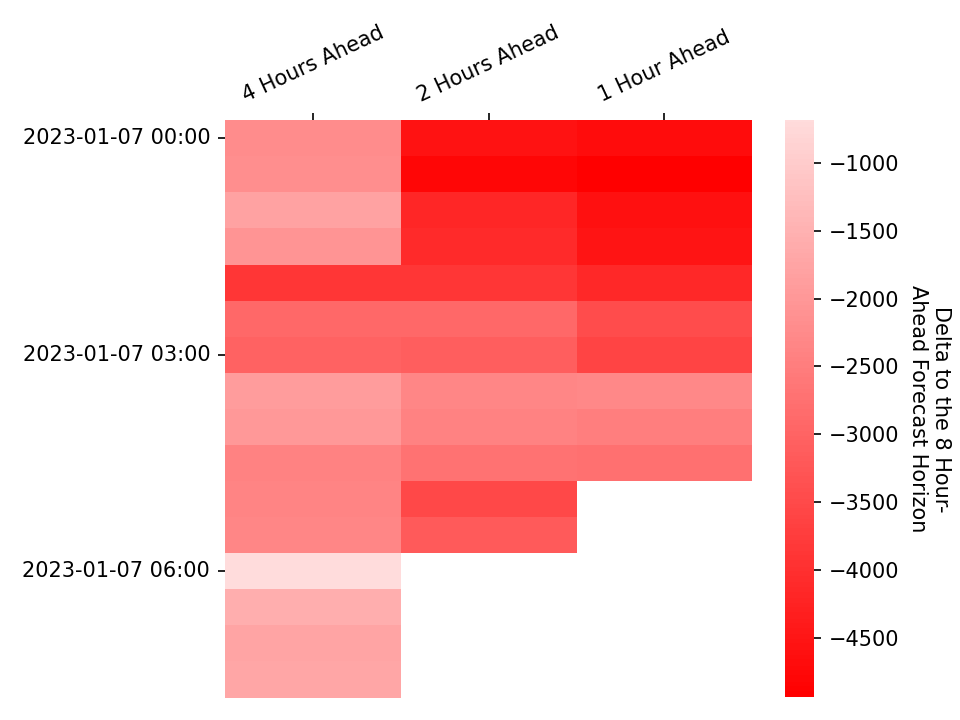 4 Hours Ahead
2 Hours Ahead
1 Hour Ahead
2023-01-07 00:00
2023-01-07 03:00
2023-01-07 06:00
−1000
−1500
−2000
−2500
−3000
−3500
−4000
−4500
Delta to the 8 Hour-
Ahead Forecast Horizon